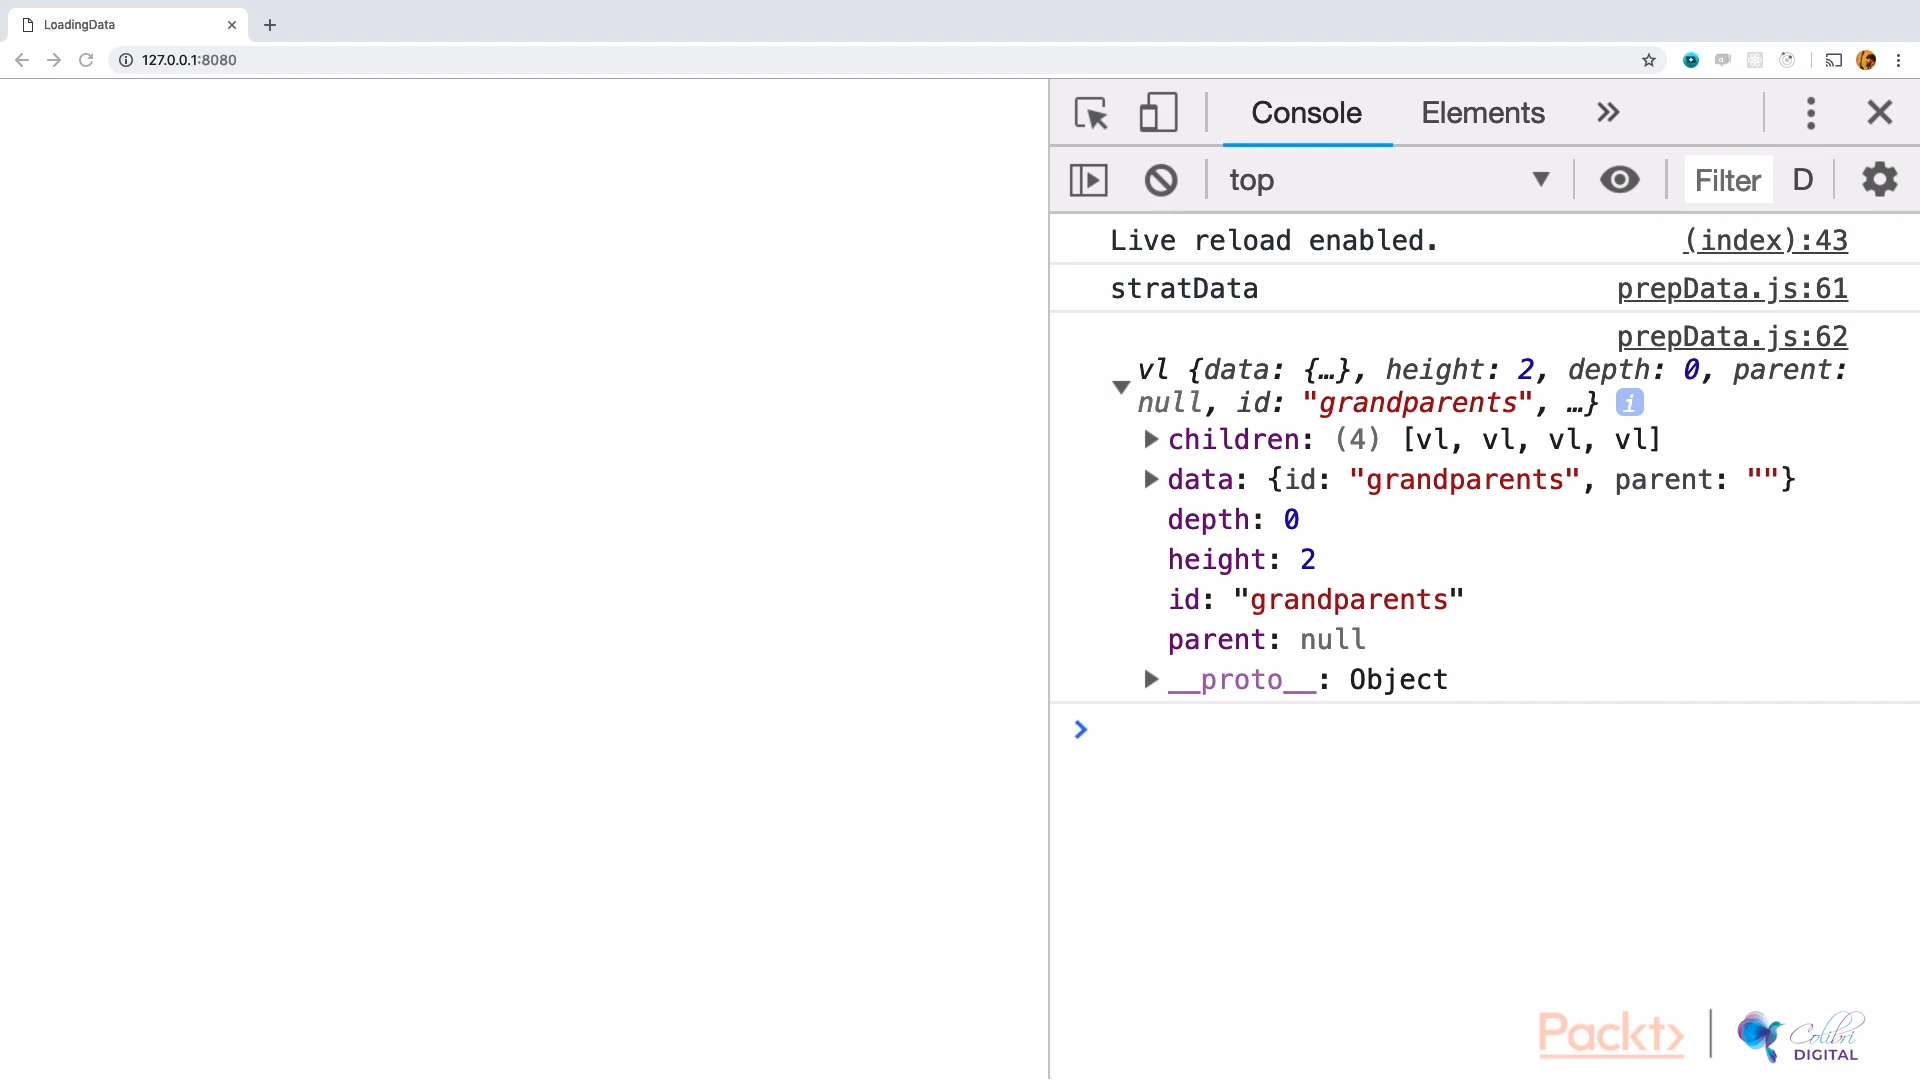 LoadingData
127.0.0.1:8080
Console Elements
top Filter D
Live reload enabled. (index):43
stratData prepData.js:61
prepData.js:62
vl {data: {…}, height: 2, depth: 0, parent:
null, id: "grandparents", …} i
children: (4) [vl, vl, vl, vl]
data: {id: "grandparents", parent: ""}
depth: 0
height: 2
id: "grandparents"
parent: null
__proto__: Object
Packt
Colibri
DIGITAL